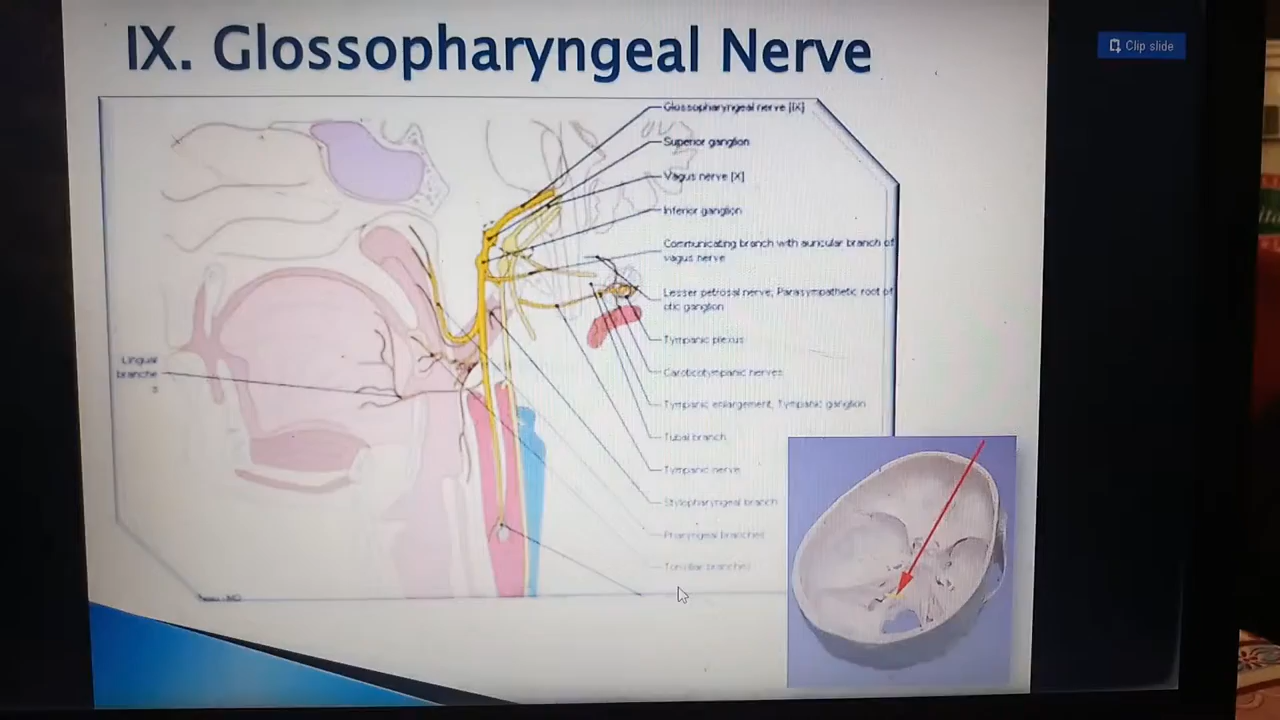 IX. Glossopharyngeal Nerve
Clip slide
Glossopharyngeal nerve [IX]
Superior ganglion
Vagus nerve [X]
Inferior ganglion
Communicating branch with auricular branch of
vagus nerve
Lesser petrosal nerve; Parasympathetic root of
otic ganglion
Tympanic plexus
Caroticotympanic nerves
Tympanic enlargement, Tympanic ganglion
Tubal branch
Tympanic nerve
Stylopharyngeal branch
Pharyngeal branches
Tonsillar branches
Lingual
branche
s